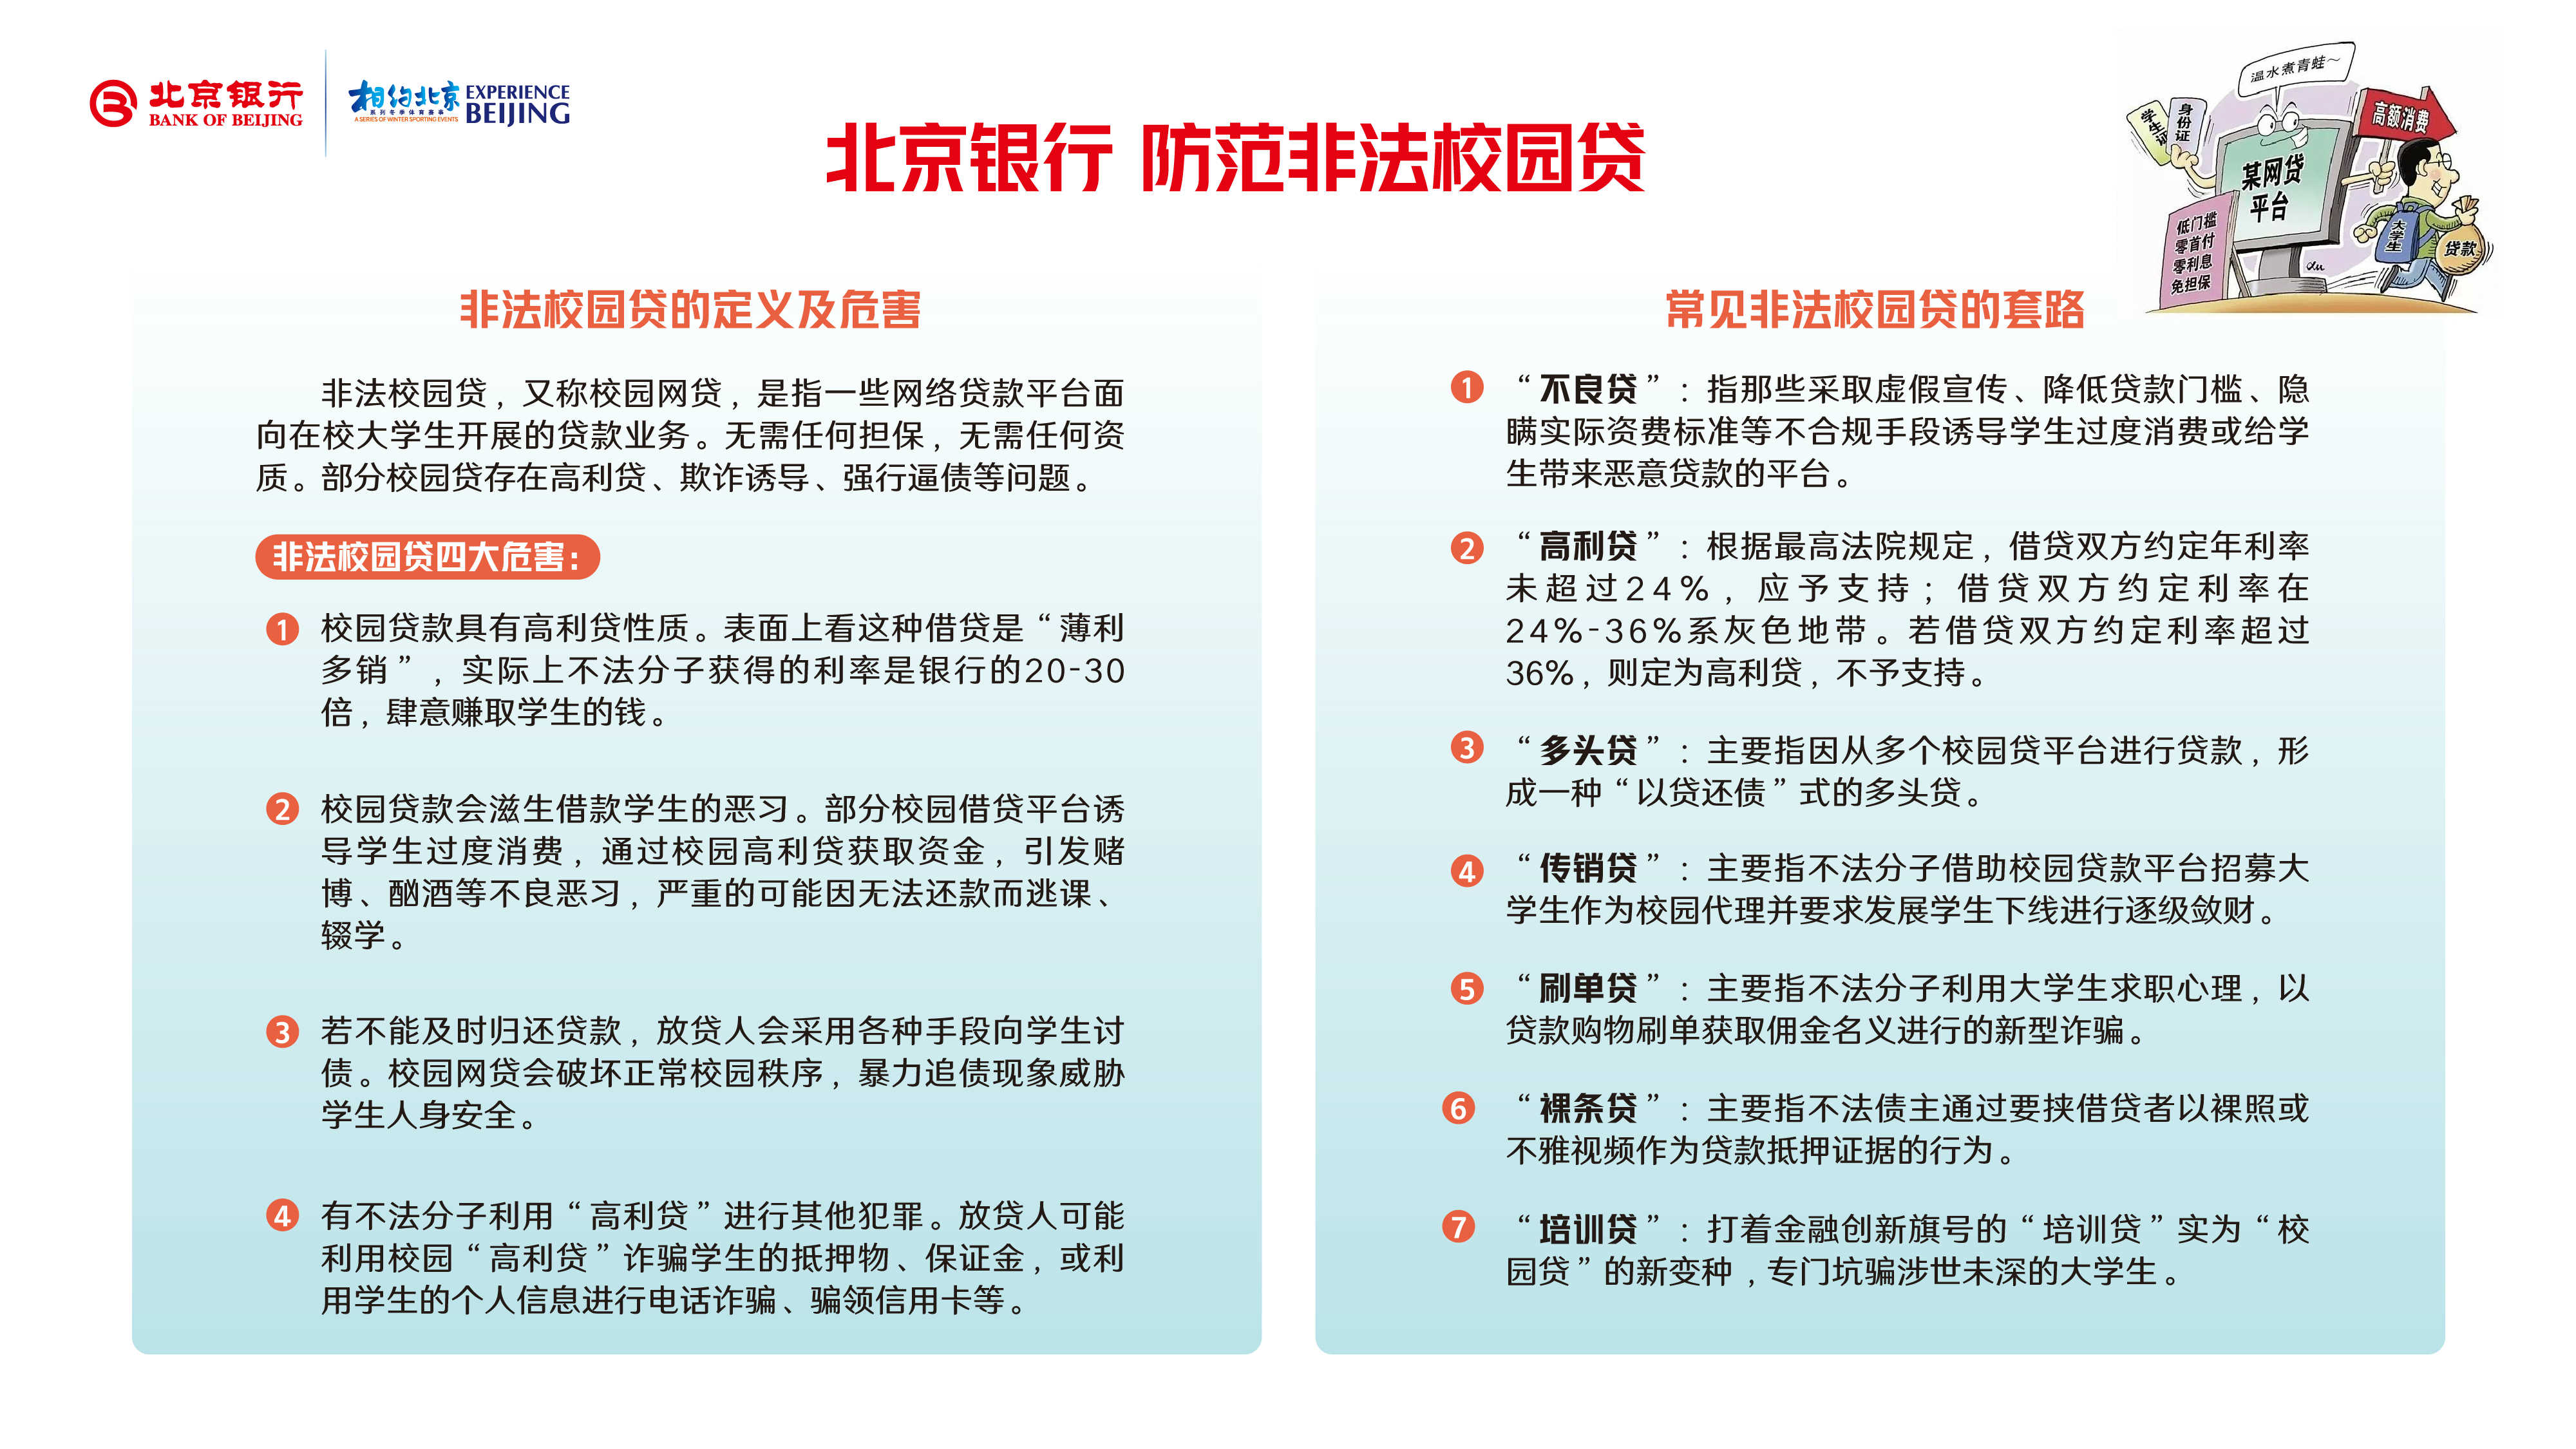 北京银行
BANK OF BEIJING
相约北京
系列冬季体育赛事
A SERIES OF WINTER SPORTING EVENTS
EXPERIENCE
BEIJING
北京银行 防范非法校园贷
温水煮青蛙～
学生证
身份证
高额消费
某网贷
平台
低门槛
零首付
零利息
免担保
大学生
贷款
非法校园贷的定义及危害
非法校园贷，又称校园网贷，是指一些网络贷款平台面
向在校大学生开展的贷款业务。无需任何担保，无需任何资
质。部分校园贷存在高利贷、欺诈诱导、强行逼债等问题。
非法校园贷四大危害：
1 校园贷款具有高利贷性质。表面上看这种借贷是“薄利
多销”，实际上不法分子获得的利率是银行的20-30
倍，肆意赚取学生的钱。
2 校园贷款会滋生借款学生的恶习。部分校园借贷平台诱
导学生过度消费，通过校园高利贷获取资金，引发赌
博、酗酒等不良恶习，严重的可能因无法还款而逃课、
辍学。
3 若不能及时归还贷款，放贷人会采用各种手段向学生讨
债。校园网贷会破坏正常校园秩序，暴力追债现象威胁
学生人身安全。
4 有不法分子利用“高利贷”进行其他犯罪。放贷人可能
利用校园“高利贷”诈骗学生的抵押物、保证金，或利
用学生的个人信息进行电话诈骗、骗领信用卡等。
常见非法校园贷的套路
1 “不良贷”：指那些采取虚假宣传、降低贷款门槛、隐
瞒实际资费标准等不合规手段诱导学生过度消费或给学
生带来恶意贷款的平台。
2 “高利贷”：根据最高法院规定，借贷双方约定年利率
未超过24%，应予支持；借贷双方约定利率在
24%-36%系灰色地带。若借贷双方约定利率超过
36%，则定为高利贷，不予支持。
3 “多头贷”：主要指因从多个校园贷平台进行贷款，形
成一种“以贷还债”式的多头贷。
4 “传销贷”：主要指不法分子借助校园贷款平台招募大
学生作为校园代理并要求发展学生下线进行逐级敛财。
5 “刷单贷”：主要指不法分子利用大学生求职心理，以
贷款购物刷单获取佣金名义进行的新型诈骗。
6 “裸条贷”：主要指不法债主通过要挟借贷者以裸照或
不雅视频作为贷款抵押证据的行为。
7 “培训贷”：打着金融创新旗号的“培训贷”实为“校
园贷”的新变种，专门坑骗涉世未深的大学生。